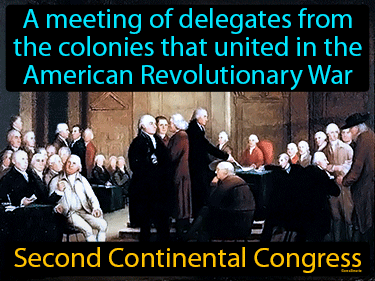 A meeting of delegates from
the colonies that united in the
American Revolutionary War
Second Continental Congress